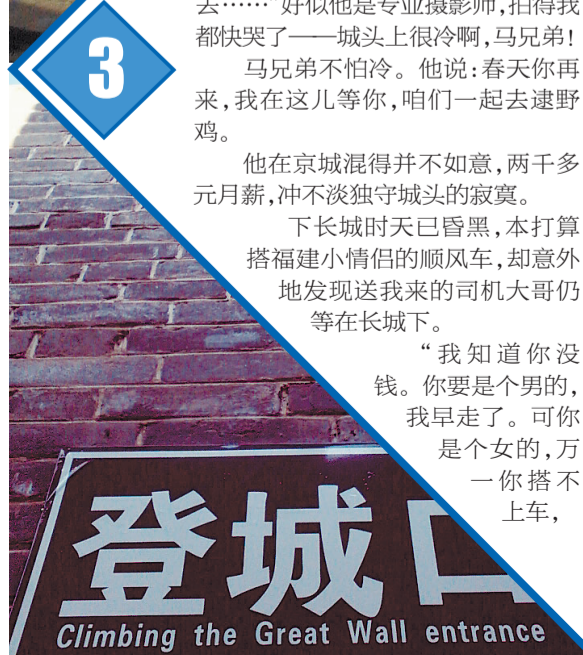 去……”好似他是专业摄影师，拍得我
都快哭了——城头上很冷啊，马兄弟！
马兄弟不怕冷。他说：春天你再
来，我在这儿等你，咱们一起去逮野
鸡。
他在京城混得并不如意，两千多
元月薪，冲不淡独守城头的寂寞。
下长城时天已昏黑，本打算
搭福建小情侣的顺风车，却意外
地发现送我来的司机大哥仍
等在长城下。
“我知道你没
钱。你要是个男的，
我早走了。可你
是个女的，万
一你搭不
上车，
3
登城口
Climbing the Great Wall entrance